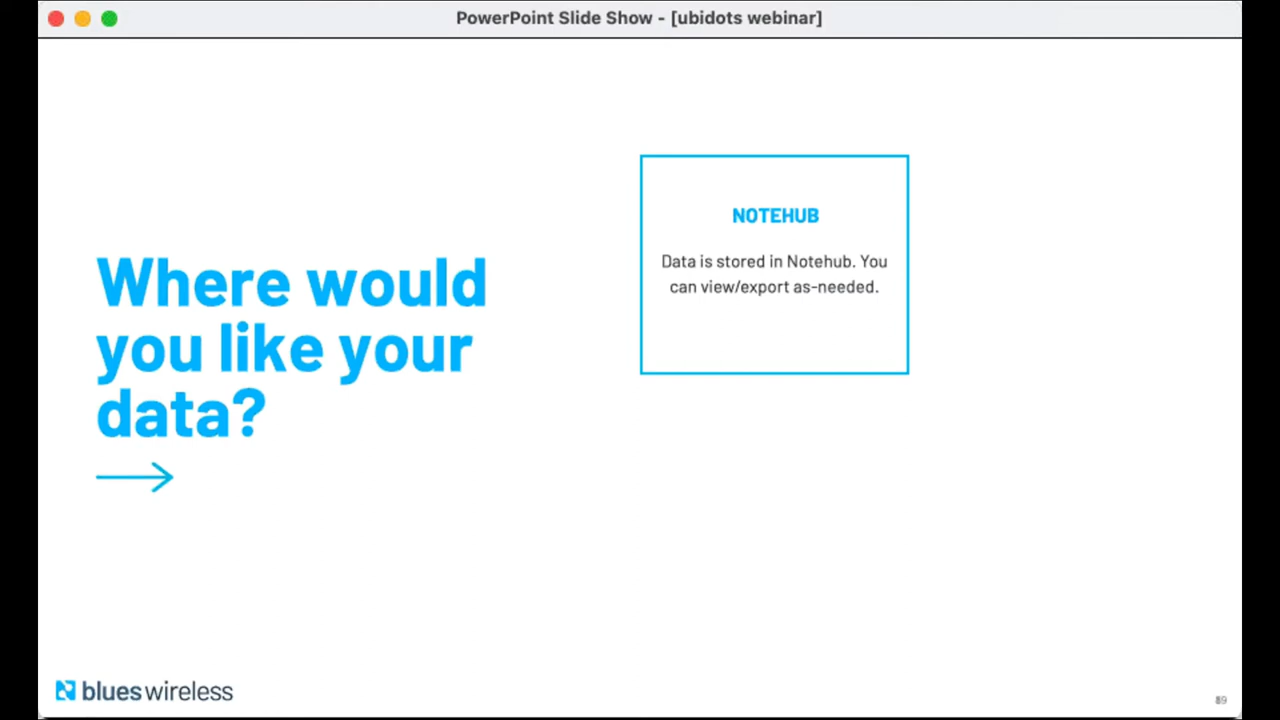 PowerPoint Slide Show - [ubidots webinar]
Where would
you like your
data?
NOTEHUB
Data is stored in Notehub. You
can view/export as-needed.
blues wireless